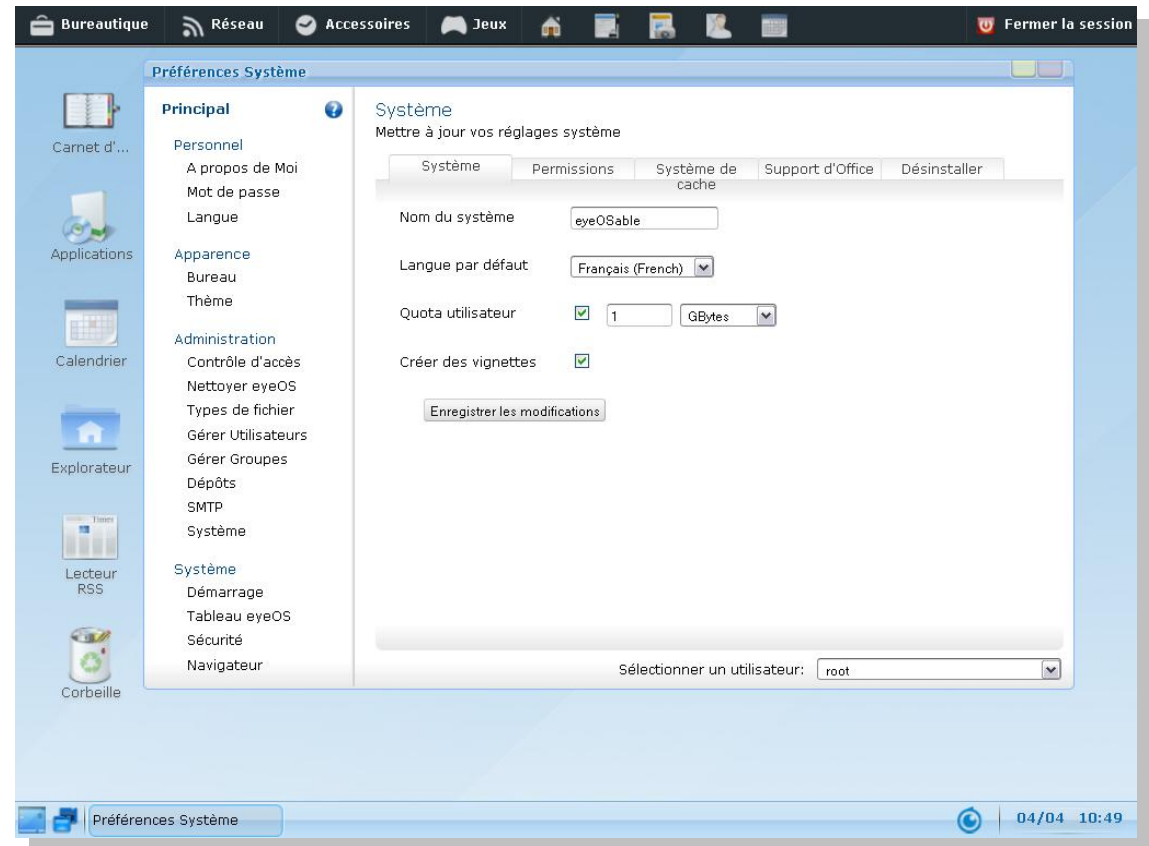 Bureautique Réseau Accessoires Jeux Fermer la session
Préférences Système
Carnet d'...
Applications
Calendrier
Explorateur
Lecteur
RSS
Corbeille
Principal
Personnel
A propos de Moi
Mot de passe
Langue
Apparence
Bureau
Thème
Administration
Contrôle d'accès
Nettoyer eyeOS
Types de fichier
Gérer Utilisateurs
Gérer Groupes
Dépôts
SMTP
Système
Système
Démarrage
Tableau eyeOS
Sécurité
Navigateur
Système
Mettre à jour vos réglages système
Système Permissions Système de Support d'Office Désinstaller
cache
Nom du système eyeOSable
Langue par défaut Français (French)
Quota utilisateur 1 GBytes
Créer des vignettes
Enregistrer les modifications
Sélectionner un utilisateur: root
Préférences Système 04/04 10:49